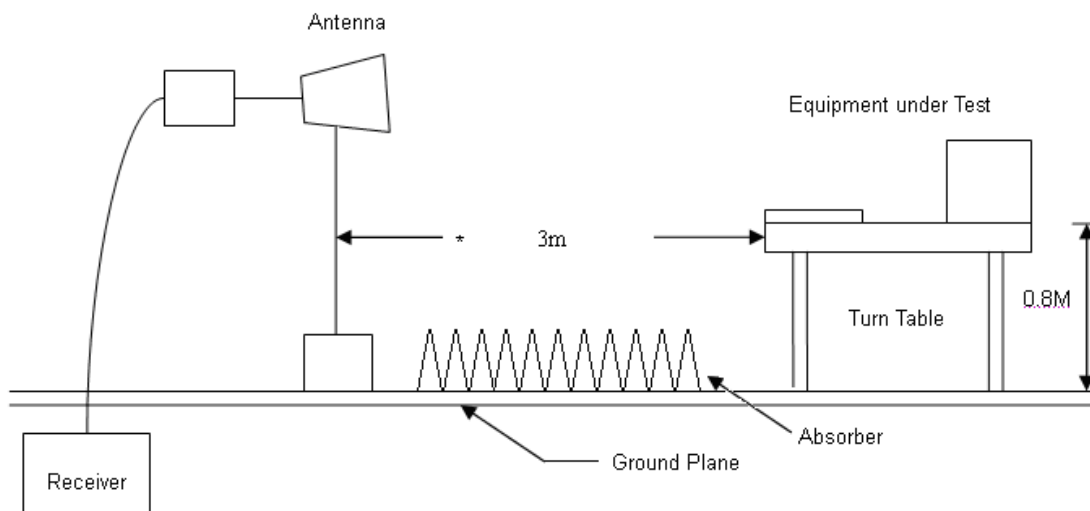 Antenna
Equipment under Test
* 3m
0.8M
Turn Table
Absorber
Ground Plane
Receiver